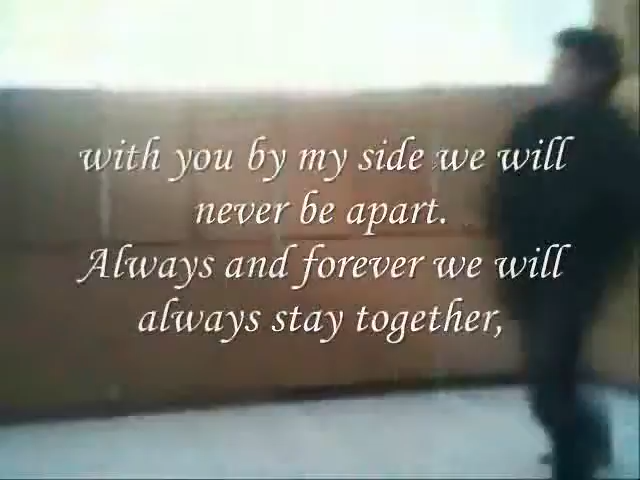 with you by my side we will
never be apart.
Always and forever we will
always stay together,